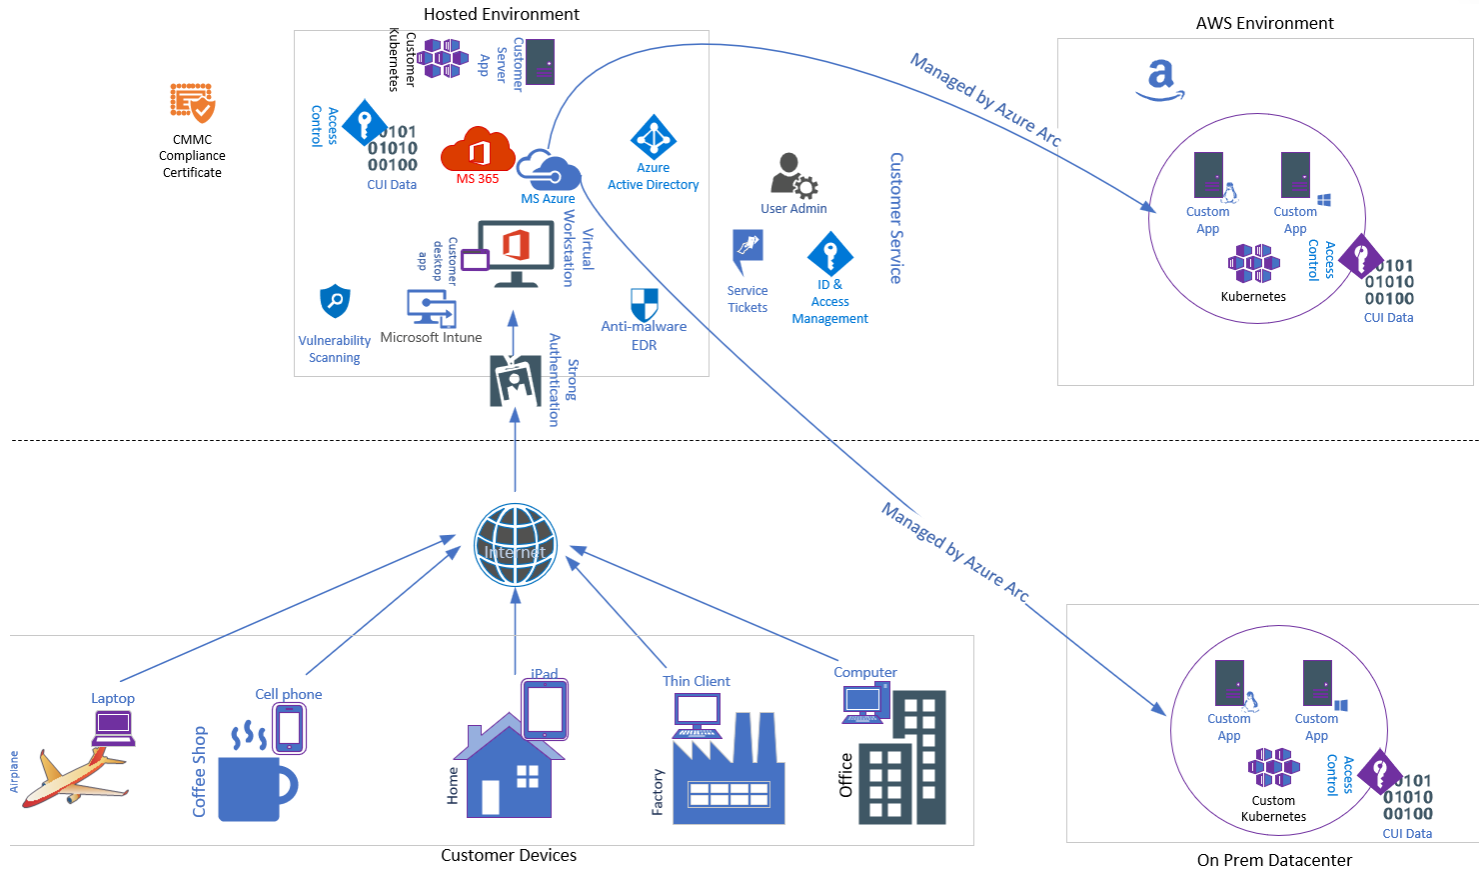 Hosted Environment
AWS Environment
Customer
Kubernetes
Customer
Server
App
Access
Control
0101
01010
00100
CUI Data
MS 365
MS Azure
Azure
Active Directory
CMMC
Compliance
Certificate
Virtual
Workstation
Customer
desktop
app
Vulnerability
Scanning
Microsoft Intune
Anti-malware
EDR
Strong
Authentication
User Admin
Service
Tickets
ID &
Access
Management
Customer Service
Managed by Azure Arc
a
Custom
App
Custom
App
Kubernetes
Access
Control
0101
01010
00100
CUI Data
Managed by Azure Arc
Internet
Laptop
Airplane
Cell phone
Coffee Shop
iPad
Home
Thin Client
Factory
Computer
Office
Customer Devices
Custom
App
Custom
App
Custom
Kubernetes
Access
Control
0101
01010
00100
CUI Data
On Prem Datacenter